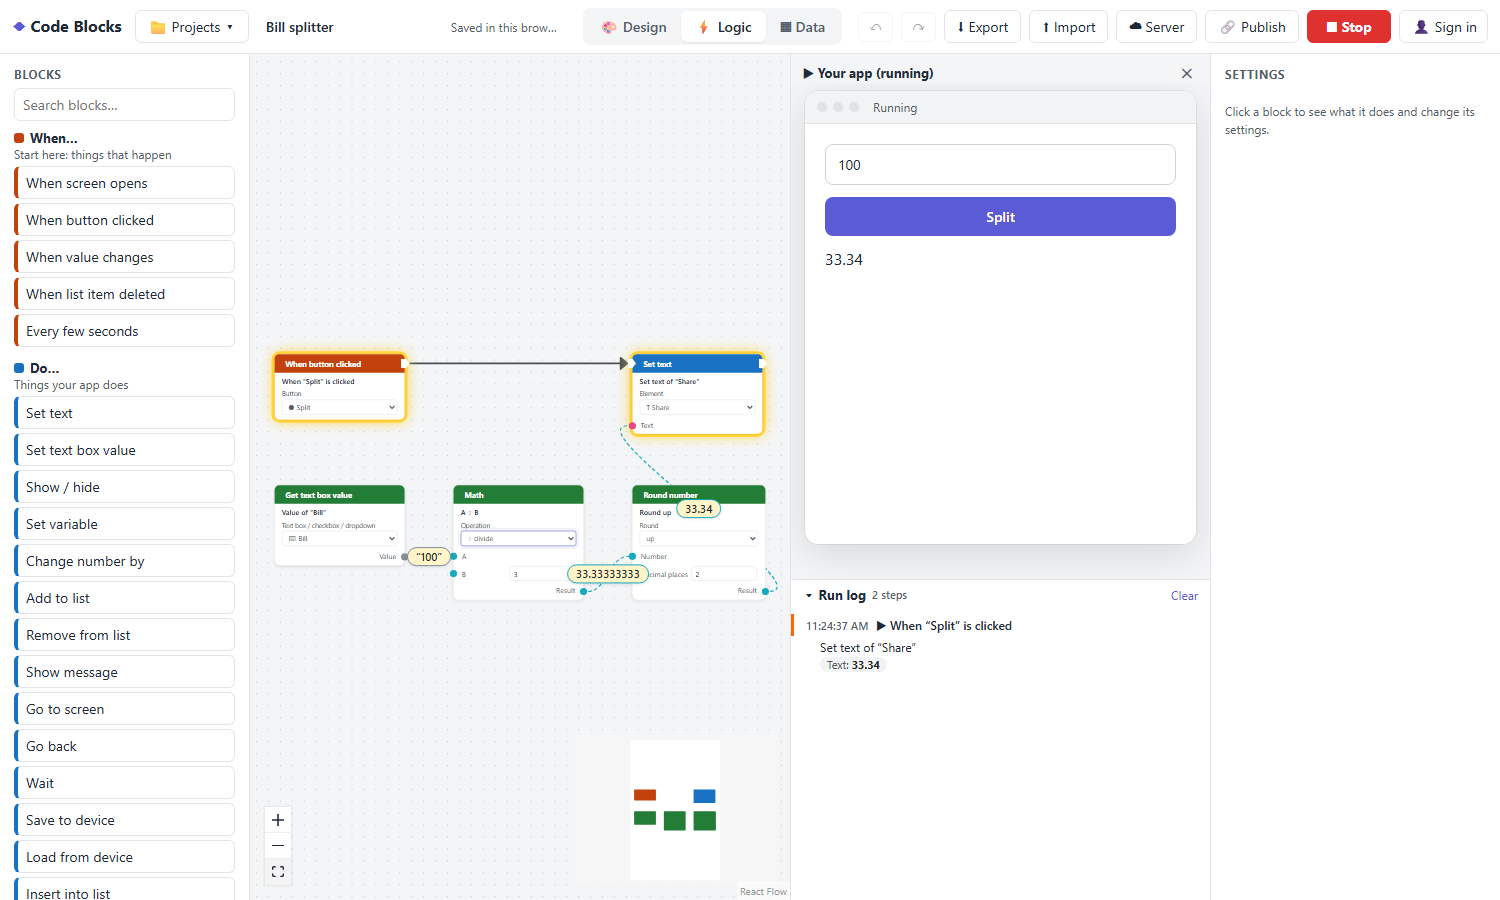 Code Blocks
Projects
Bill splitter
Saved in this brow...
Design
Logic
Data
Export
Import
Server
Publish
Stop
Sign in
BLOCKS
Search blocks...
When...
Start here: things that happen
When screen opens
When button clicked
When value changes
When list item deleted
Every few seconds
Do...
Things your app does
Set text
Set text box value
Show / hide
Set variable
Change number by
Add to list
Remove from list
Show message
Go to screen
Go back
Wait
Save to device
Load from device
Insert into list
When button clicked
When "Split" is clicked
Button
Split
Set text
Set text of "Share"
Element
T Share
Text
Get text box value
Value of "Bill"
Text box / checkbox / dropdown
Bill
Value
"100"
Math
A ÷ B
Operation
÷ divide
A
B
3
Result
33.33333333
Round number
Round up
33.34
Round
up
Number
cimal places
2
Result
React Flow
Your app (running)
Running
100
Split
33.34
Run log
2 steps
Clear
11:24:37 AM
When “Split” is clicked
Set text of “Share”
Text: 33.34
SETTINGS
Click a block to see what it does and change its
settings.